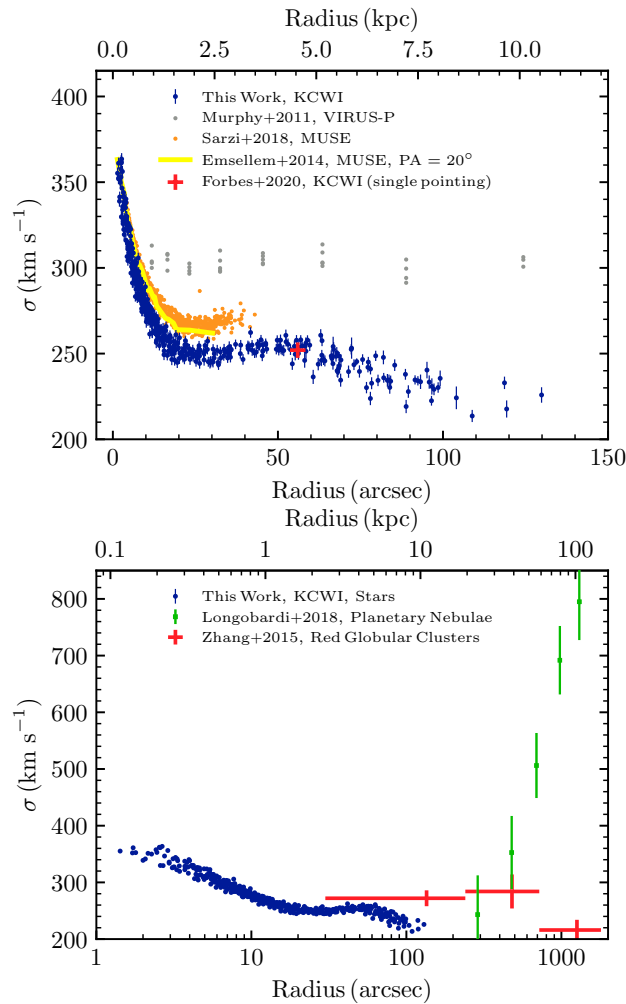 Radius (kpc)
0.0 2.5 5.0 7.5 10.0
400
350
300
250
200
σ (km s⁻¹)
This Work, KCWI
Murphy+2011, VIRUS-P
Sarzi+2018, MUSE
Emsellem+2014, MUSE, PA = 20°
Forbes+2020, KCWI (single pointing)
0 50 100 150
Radius (arcsec)
Radius (kpc)
0.1 1 10 100
800
700
600
500
400
300
200
σ (km s⁻¹)
This Work, KCWI, Stars
Longobardi+2018, Planetary Nebulae
Zhang+2015, Red Globular Clusters
1 10 100 1000
Radius (arcsec)